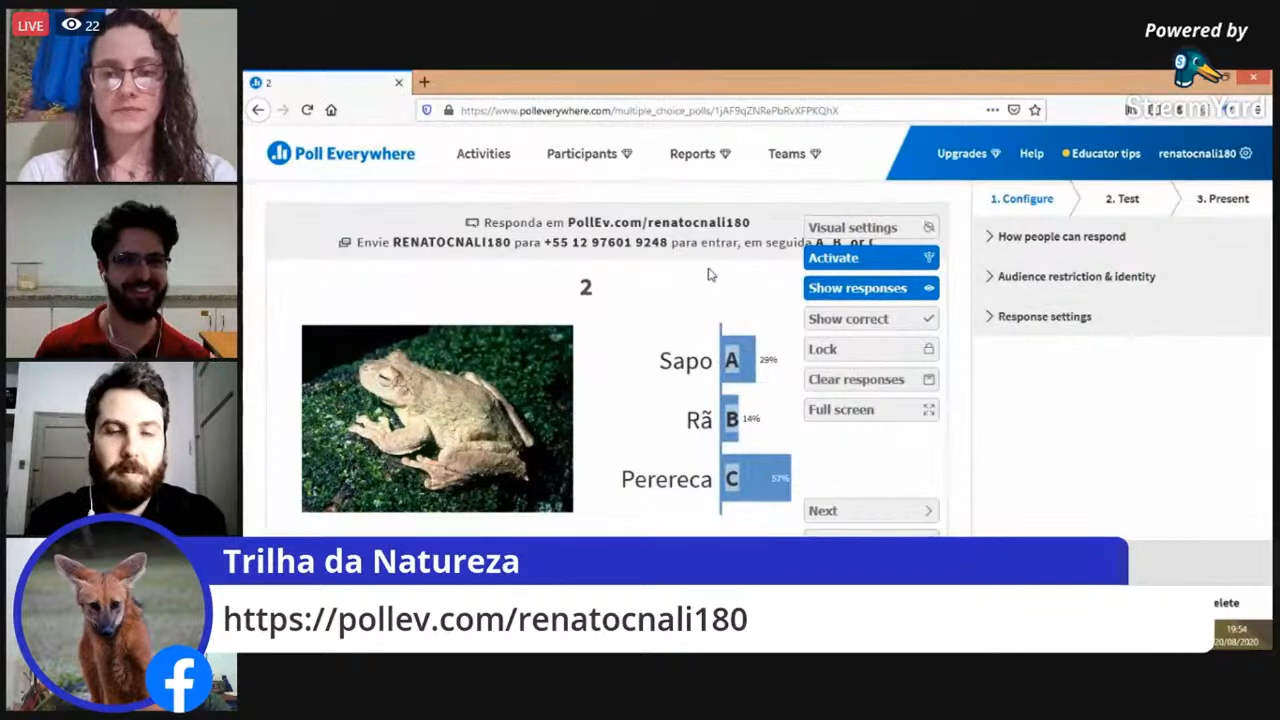 LIVE 22
Powered by
StreamYard
2
https://www.polleverywhere.com/multiple_choice_polls/1jAF9qZNRePbRvXFPKQhX
Poll Everywhere
Activities
Participants
Reports
Teams
Upgrades
Help
Educator tips
renatocnali180
1. Configure
2. Test
3. Present
Responda em PollEv.com/renatocnali180
Envie RENATOCNALI180 para +55 12 97601 9248 para entrar, em seguida A, B, or C
Visual settings
Activate
Show responses
Show correct
Lock
Clear responses
Full screen
Next
How people can respond
Audience restriction & identity
Response settings
2
Sapo A 29%
Rã B 14%
Perereca C 57%
Trilha da Natureza
https://pollev.com/renatocnali180
elete
19:54
20/08/2020